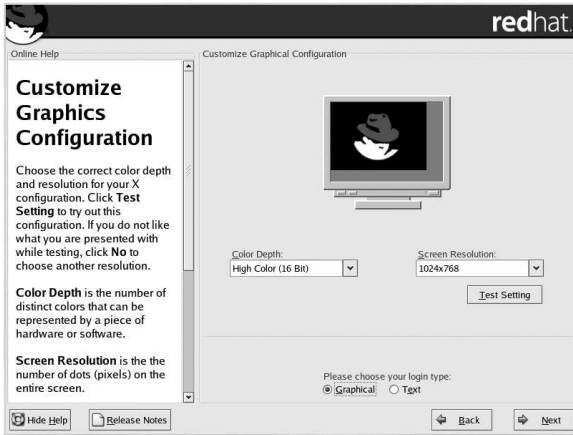 redhat.
Online Help
Customize
Graphics
Configuration
Choose the correct color depth
and resolution for your X
configuration. Click Test
Setting to try out this
configuration. If you do not like
what you are presented with
while testing, click No to
choose another resolution.
Color Depth is the number of
distinct colors that can be
represented by a piece of
hardware or software.
Screen Resolution is the the
number of dots (pixels) on the
entire screen.
Customize Graphical Configuration
Color Depth:
High Color (16 Bit)
Screen Resolution:
1024x768
Test Setting
Please choose your login type:
Graphical Text
Hide Help Release Notes Back Next